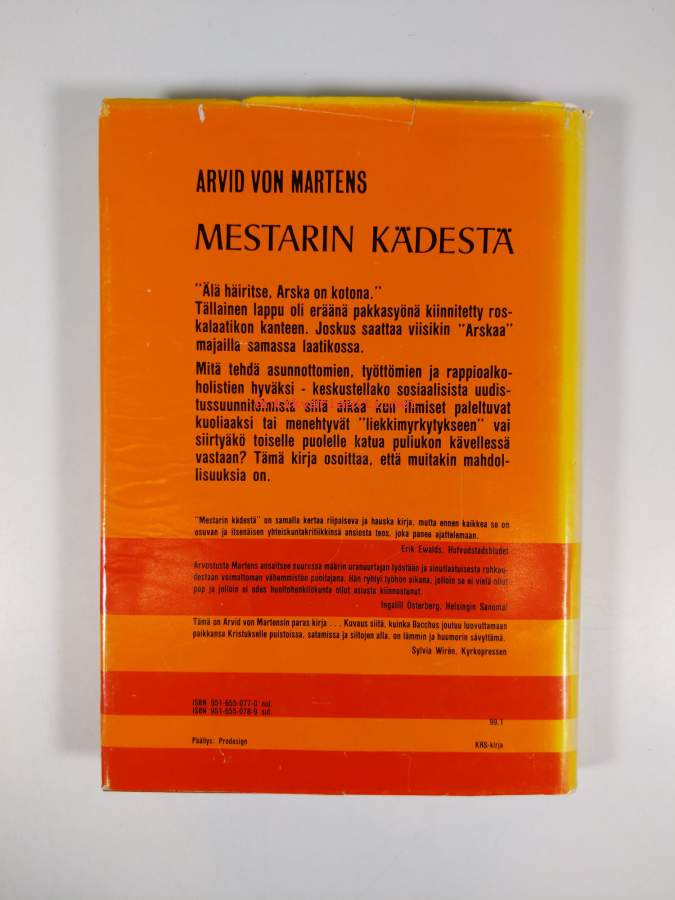 ARVID VON MARTENS
MESTARIN KÄDESTÄ
"Älä häiritse, Arska on kotona."
Tällainen lappu oli eräänä pakkasyönä kiinnitetty ros-
kalaatikon kanteen. Joskus saattaa viisikin "Arskaa"
majailla samassa laatikossa.
Mitä tehdä asunnottomien, työttömien ja rappioalko-
holistien hyväksi - keskustellako sosiaalisista uudis-
tussuunnitelmista sillä aikaa kun ihmiset paleltuvat
kuoliaaksi tai menehtyvät "liekkimyrkytykseen" vai
siirtyäkö toiselle puolelle katua puliukon kävellessä
vastaan? Tämä kirja osoittaa, että muitakin mahdol-
lisuuksia on.
"Mestarin kädestä" on samalla kertaa riipaiseva ja hauska kirja, mutta ennen kaikkea se on
osuvan ja itsenäisen yhteiskuntakritiikkinsä ansiosta teos, joka panee ajattelemaan.
Erik Ewalds, Hufvudstadsbladet
Arvostusta Martens ansaitsee suuressa määrin uranuurtajan työstään ja ainutlaatuisesta rohkeu-
destaan voimattoman vähemmistön puoltajana. Hän ryhtyi työhön aikana, jolloin se ei vielä ollut
pop ja jolloin ei edes huoltohenkilökunta ollut asiasta kiinnostunut.
Ingalill Österberg, Helsingin Sanomat
Tämä on Arvid von Martensin paras kirja . . . Kuvaus siitä, kuinka Bacchus joutuu luovuttamaan
paikkansa Kristukselle puistoissa, satamissa ja siltojen alla, on lämmin ja huumorin sävyttämä.
Sylvia Wirén, Kyrkopressen
ISBN 951-655-077-0 nid.
ISBN 951-655-078-9 sid.
99.1
Päällys: Prodesign
KNS-kirja